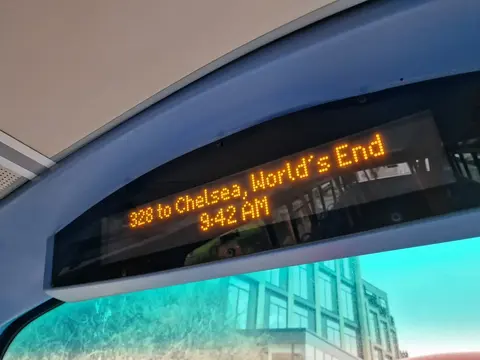 328 to Chelsea, World's End
9:42 AM